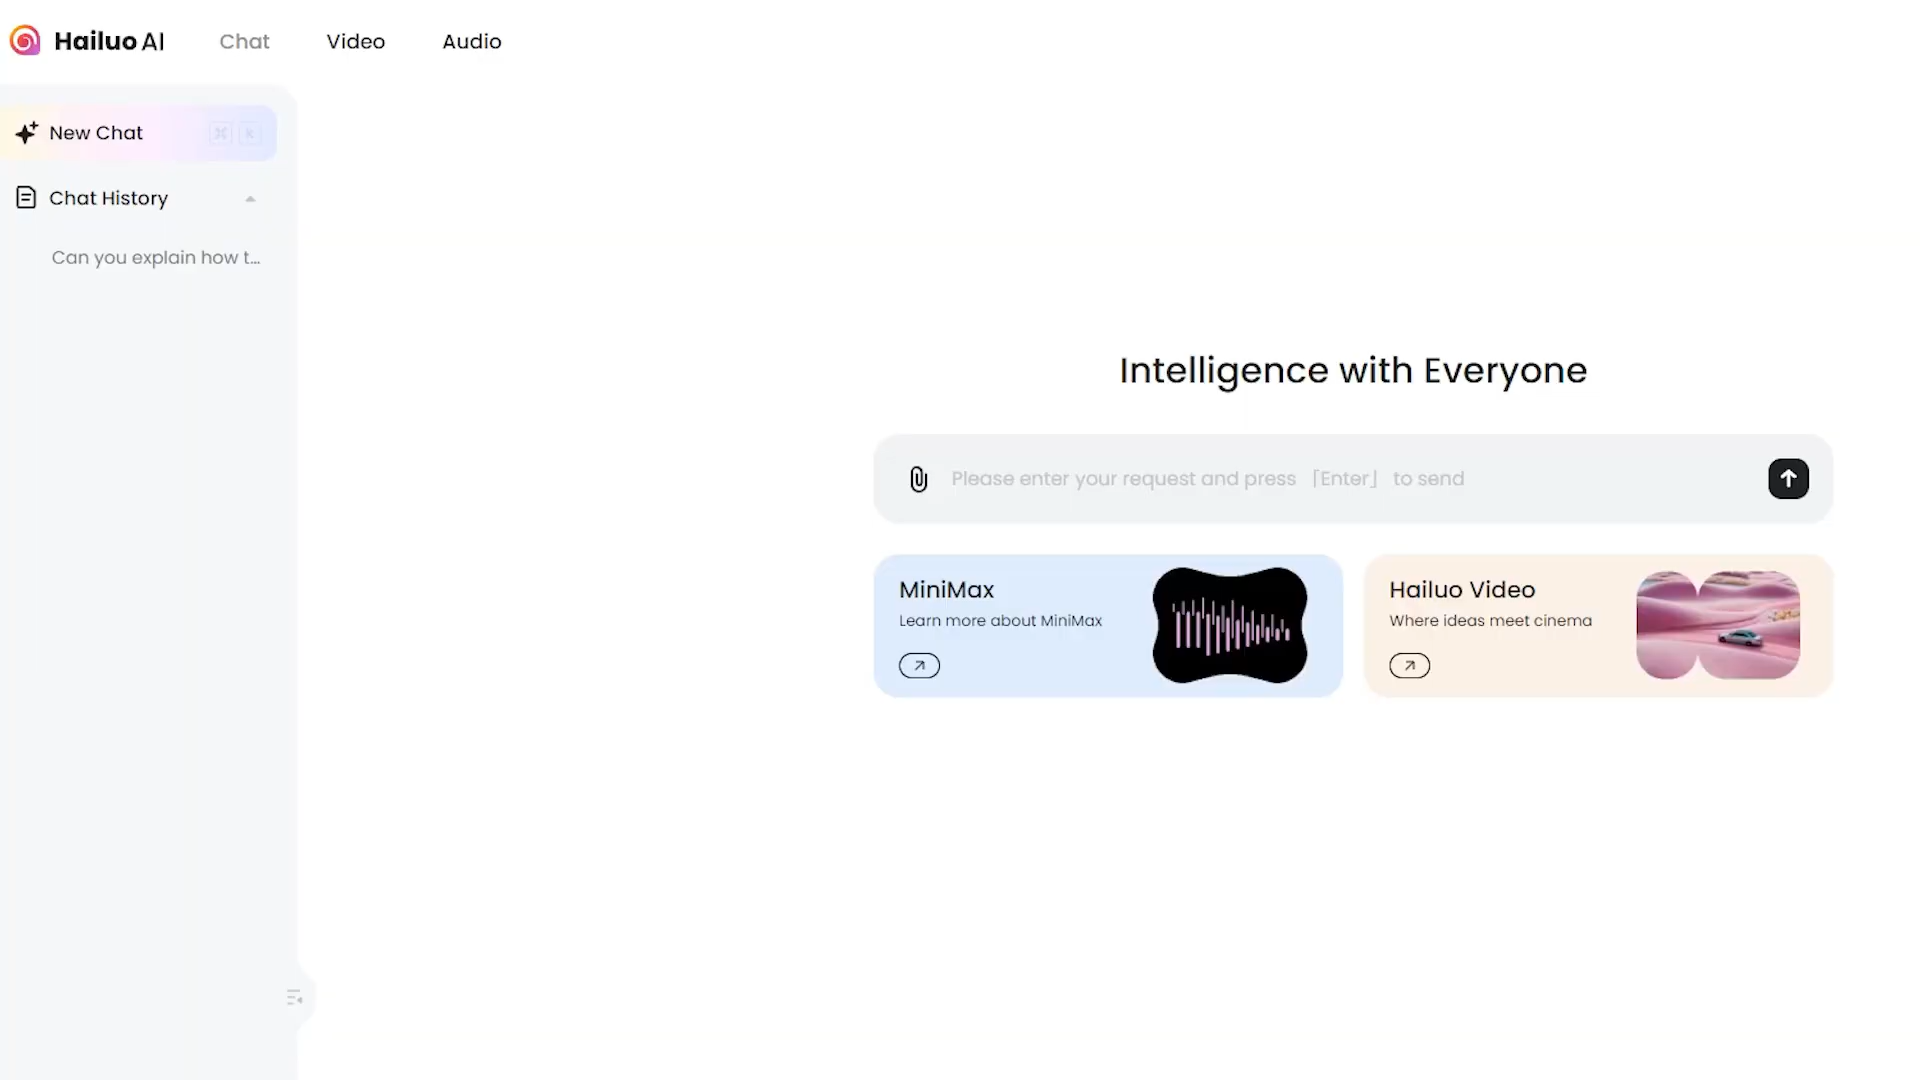 Hailuo AI
Chat
Video
Audio
New Chat
⌘ k
Chat History
Can you explain how t...
Intelligence with Everyone
Please enter your request and press ｢Enter｣ to send
MiniMax
Learn more about MiniMax
Hailuo Video
Where ideas meet cinema